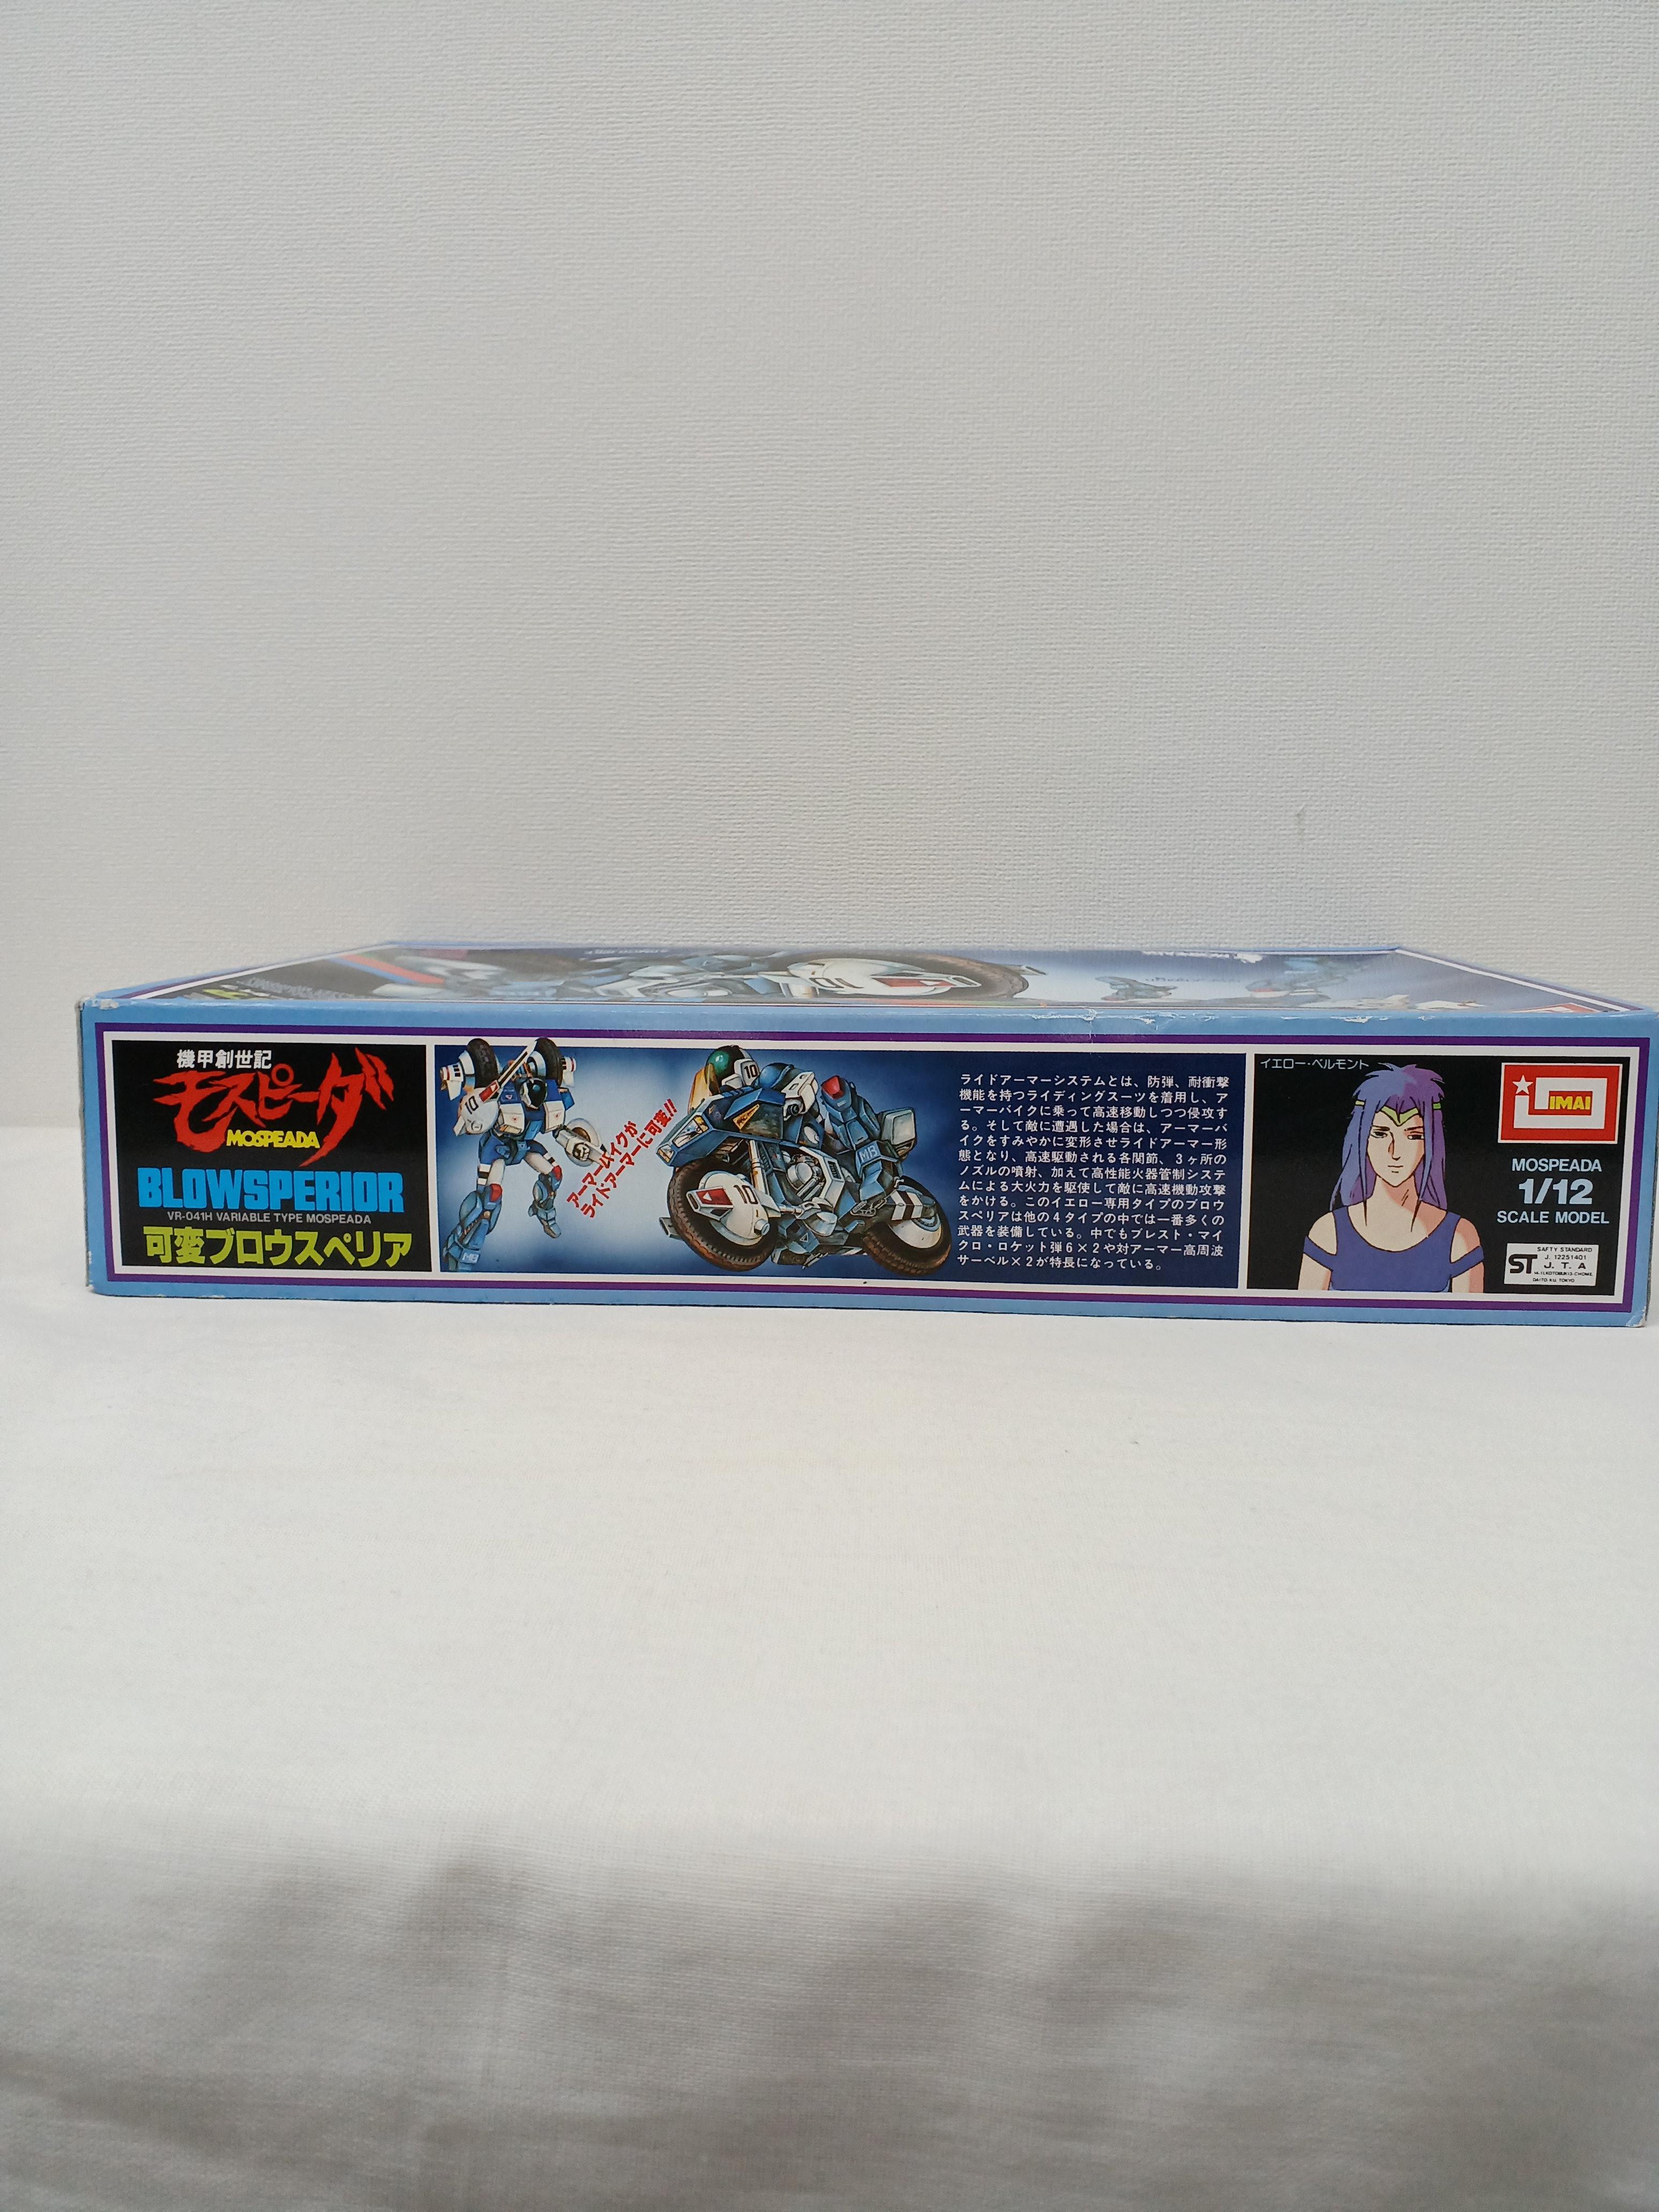 機甲創世記
モスピーダ
MOSPEADA
BLOWSPERIOR
VR-041H VARIABLE TYPE MOSPEADA
可変ブロウスペリア
10
アーマーバイクが
ライドアーマーに可変!!
10
10
MB
MB
ライドアーマーシステムとは、防弾、耐衝撃
機能を持つライディングスーツを着用し、ア
ーマーバイクに乗って高速移動しつつ侵攻す
る。そして敵に遭遇した場合は、アーマーバ
イクをすみやかに変形させライドアーマー形
態となり、高速駆動される各関節、3ヶ所の
ノズルの噴射、加えて高性能火器管制システ
ムによる大火力を駆使して敵に高速機動攻撃
をかける。このイエロー専用タイプのブロウ
スペリアは他の4タイプの中では一番多くの
武器を装備している。中でもブレスト・マイ
クロ・ロケット弾6×2や対アーマー高周波
サーベル×2が特長になっている。
イエロー・ベルモント
IMAI
MOSPEADA
1/12
SCALE MODEL
ST
SAFTY STANDARD
J. 12251401
J. T. A